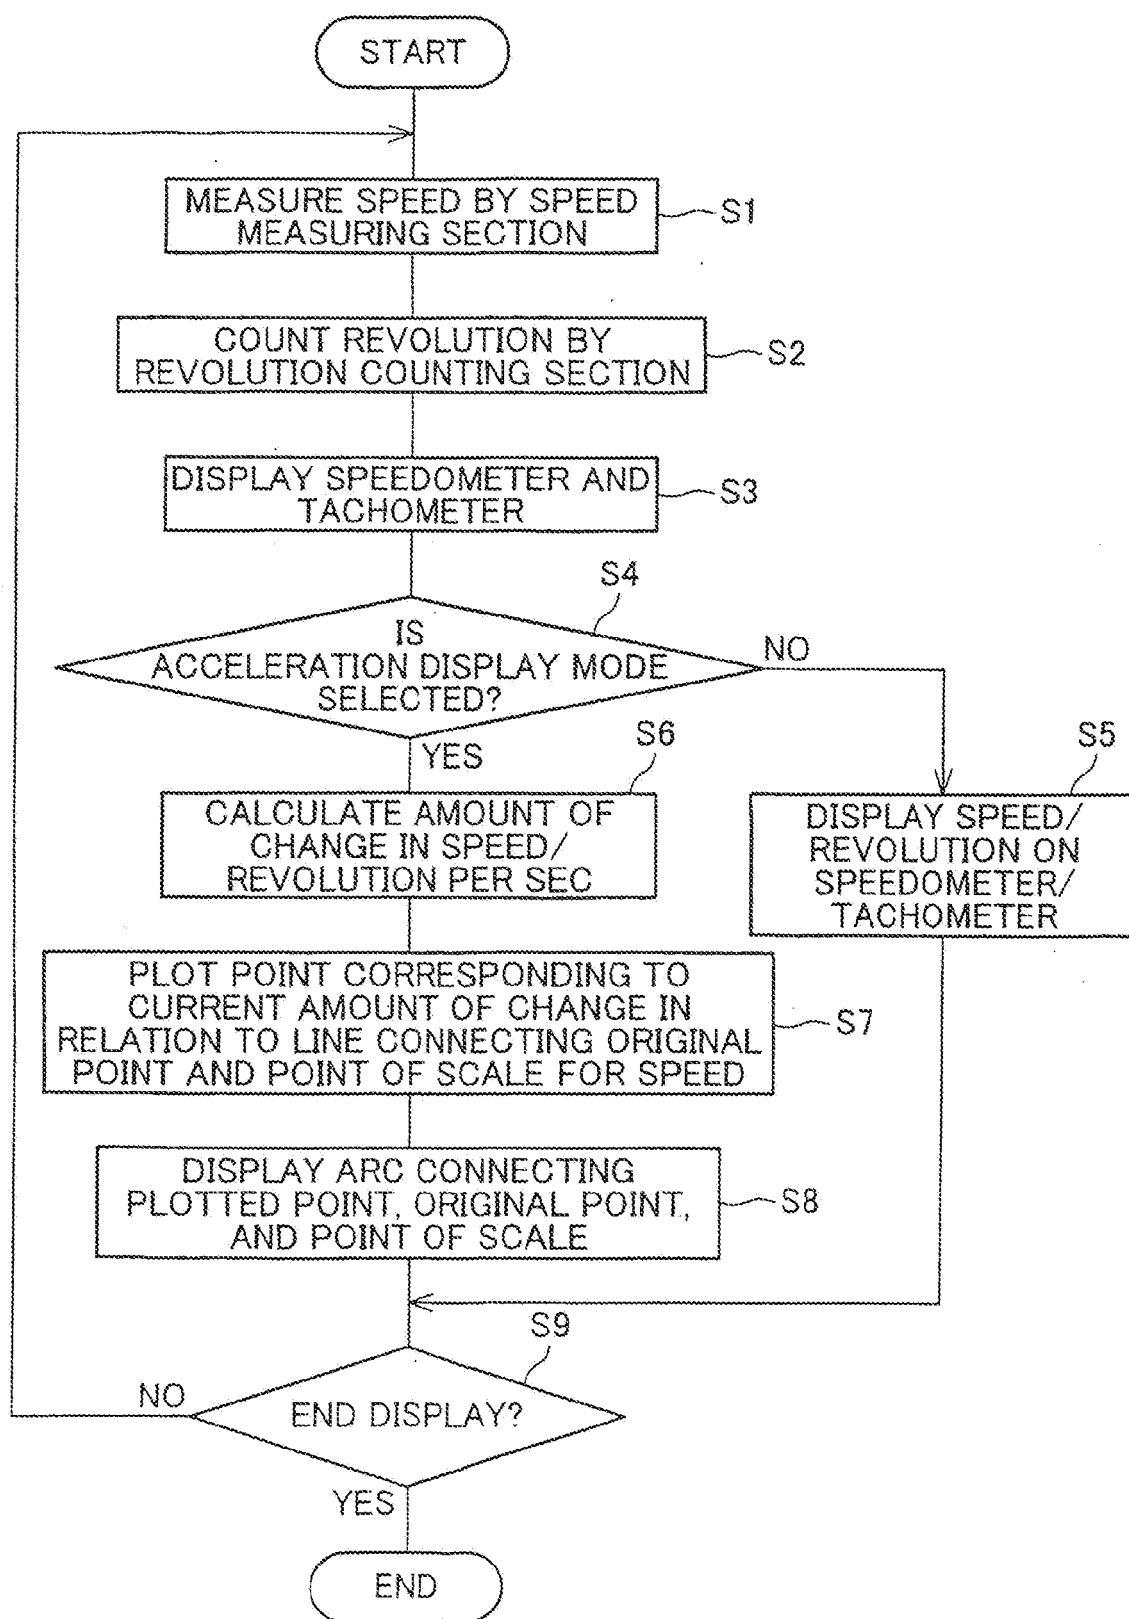 START
MEASURE SPEED BY SPEED
MEASURING SECTION
S1
COUNT REVOLUTION BY
REVOLUTION COUNTING SECTION
S2
DISPLAY SPEEDOMETER AND
TACHOMETER
S3
S4
IS
ACCELERATION DISPLAY MODE
SELECTED?
NO
YES
S6
CALCULATE AMOUNT OF
CHANGE IN SPEED/
REVOLUTION PER SEC
S5
DISPLAY SPEED/
REVOLUTION ON
SPEEDOMETER/
TACHOMETER
PLOT POINT CORRESPONDING TO
CURRENT AMOUNT OF CHANGE IN
RELATION TO LINE CONNECTING ORIGINAL
POINT AND POINT OF SCALE FOR SPEED
S7
DISPLAY ARC CONNECTING
PLOTTED POINT, ORIGINAL POINT,
AND POINT OF SCALE
S8
S9
NO
END DISPLAY?
YES
END